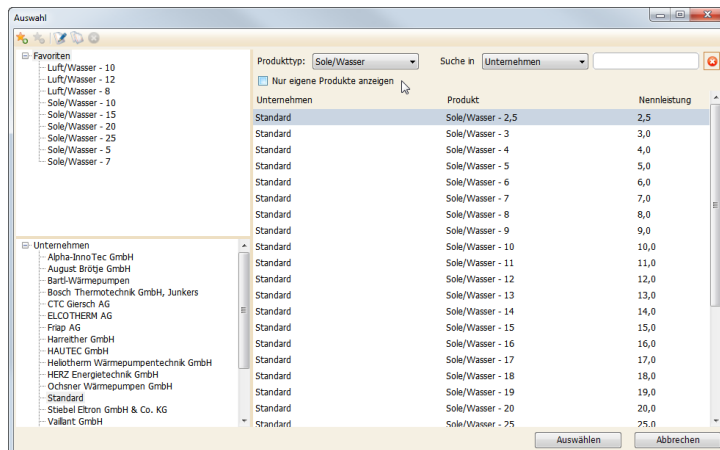 Auswahl
Favoriten
Luft/Wasser - 10
Luft/Wasser - 12
Luft/Wasser - 8
Sole/Wasser - 10
Sole/Wasser - 15
Sole/Wasser - 20
Sole/Wasser - 25
Sole/Wasser - 5
Sole/Wasser - 7
Unternehmen
Alpha-InnoTec GmbH
August Brötje GmbH
Bartl-Wärmepumpen
Bosch Thermotechnik GmbH, Junkers
CTC Giersch AG
ELCOTHERM AG
Friap AG
Harreither GmbH
HAUTEC GmbH
Heliotherm Wärmepumpentechnik GmbH
HERZ Energietechnik GmbH
Ochsner Wärmepumpen GmbH
Standard
Stiebel Eltron GmbH & Co. KG
Vaillant GmbH
Produkttyp: Sole/Wasser Suche in Unternehmen
Nur eigene Produkte anzeigen
Unternehmen Produkt Nennleistung
Standard Sole/Wasser - 2,5 2,5
Standard Sole/Wasser - 3 3,0
Standard Sole/Wasser - 4 4,0
Standard Sole/Wasser - 5 5,0
Standard Sole/Wasser - 6 6,0
Standard Sole/Wasser - 7 7,0
Standard Sole/Wasser - 8 8,0
Standard Sole/Wasser - 9 9,0
Standard Sole/Wasser - 10 10,0
Standard Sole/Wasser - 11 11,0
Standard Sole/Wasser - 12 12,0
Standard Sole/Wasser - 13 13,0
Standard Sole/Wasser - 14 14,0
Standard Sole/Wasser - 15 15,0
Standard Sole/Wasser - 16 16,0
Standard Sole/Wasser - 17 17,0
Standard Sole/Wasser - 18 18,0
Standard Sole/Wasser - 19 19,0
Standard Sole/Wasser - 20 20,0
Standard Sole/Wasser - 25 25,0
Auswählen Abbrechen